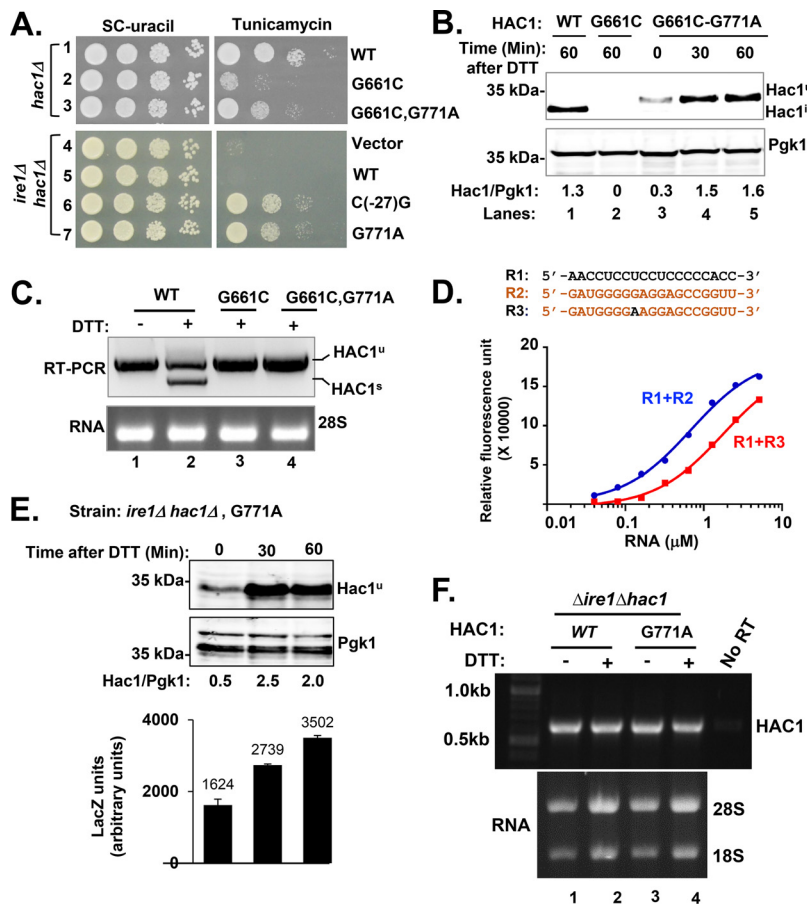 A.
SC-uracil Tunicamycin
hac1Δ
1 WT
2 G661C
3 G661C,G771A
ire1Δ hac1Δ
4 Vector
5 WT
6 C(-27)G
7 G771A
B.
HAC1: WT G661C G661C-G771A
Time (Min) 60 60 0 30 60
after DTT
35 kDa- Hac1ᵘ
Hac1ⁱ
35 kDa- Pgk1
Hac1/Pgk1: 1.3 0 0.3 1.5 1.6
Lanes: 1 2 3 4 5
C.
WT G661C G661C,G771A
DTT: - + + +
RT-PCR HAC1ᵘ
HAC1ˢ
RNA 28S
1 2 3 4
D.
R1: 5′-AACCUCCUCCUCCCCCACC-3′
R2: 5′-GAUGGGGGAGGAGCCGGUU-3′
R3: 5′-GAUGGGGAAGGAGCCGGUU-3′
Relative fluorescence unit
(X 10000)
20
15
10
5
R1+R2
R1+R3
0.01 0.1 1 10
RNA (μM)
E.
Strain: ire1Δ hac1Δ, G771A
Time after DTT (Min): 0 30 60
35 kDa Hac1ᵘ
35 kDa- Pgk1
Hac1/Pgk1: 0.5 2.5 2.0
LacZ units
(arbitrary units)
4000
2000
0
1624
2739
3502
F.
Δire1Δhac1
HAC1: WT G771A No RT
DTT: - + - +
1.0kb
0.5kb
HAC1
RNA
28S
18S
1 2 3 4